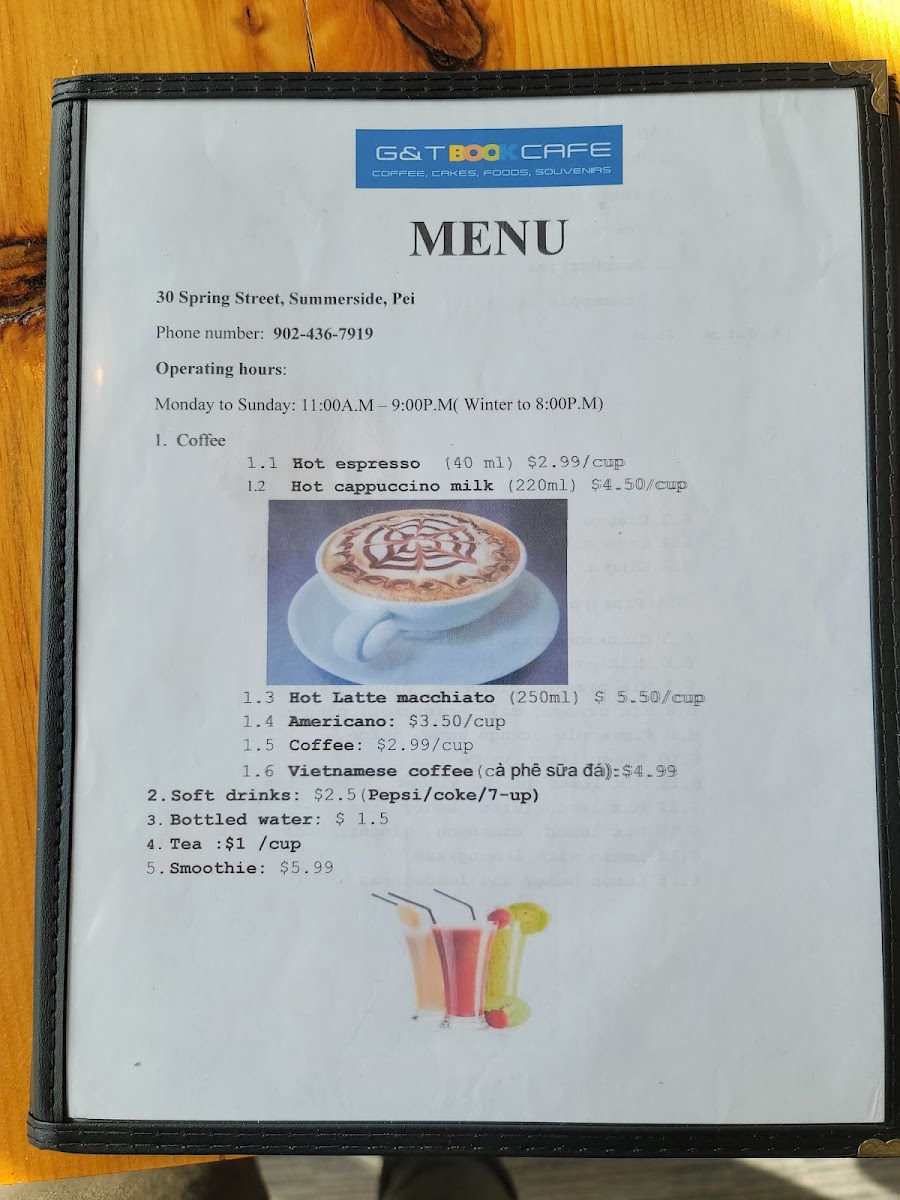 G&T BOOK CAFE
COFFEE, CAKES, FOODS, SOUVENIRS
MENU
30 Spring Street, Summerside, Pei
Phone number: 902-436-7919
Operating hours:
Monday to Sunday: 11:00A.M – 9:00P.M( Winter to 8:00P.M)
1. Coffee
1.1 Hot espresso (40 ml) $2.99/cup
1.2 Hot cappuccino milk (220ml) $4.50/cup
1.3 Hot Latte macchiato (250ml) $ 5.50/cup
1.4 Americano: $3.50/cup
1.5 Coffee: $2.99/cup
1.6 Vietnamese coffee(cà phê sữa đá):$4.99
2. Soft drinks: $2.5(Pepsi/coke/7-up)
3. Bottled water: $ 1.5
4. Tea :$1 /cup
5. Smoothie: $5.99